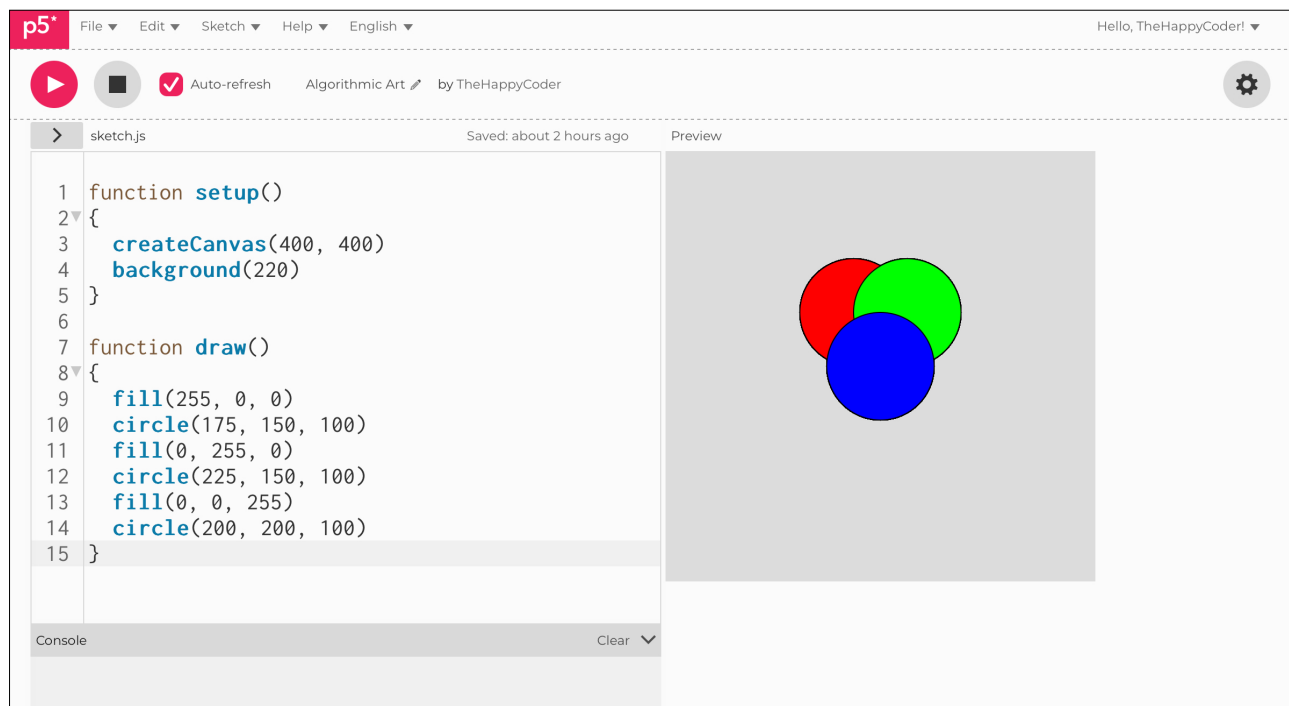 p5* File Edit Sketch Help English Hello, TheHappyCoder!
Auto-refresh Algorithmic Art by TheHappyCoder
sketch.js Saved: about 2 hours ago Preview
1 function setup()
2 {
3   createCanvas(400, 400)
4   background(220)
5 }
6
7 function draw()
8 {
9   fill(255, 0, 0)
10   circle(175, 150, 100)
11   fill(0, 255, 0)
12   circle(225, 150, 100)
13   fill(0, 0, 255)
14   circle(200, 200, 100)
15 }
Console Clear